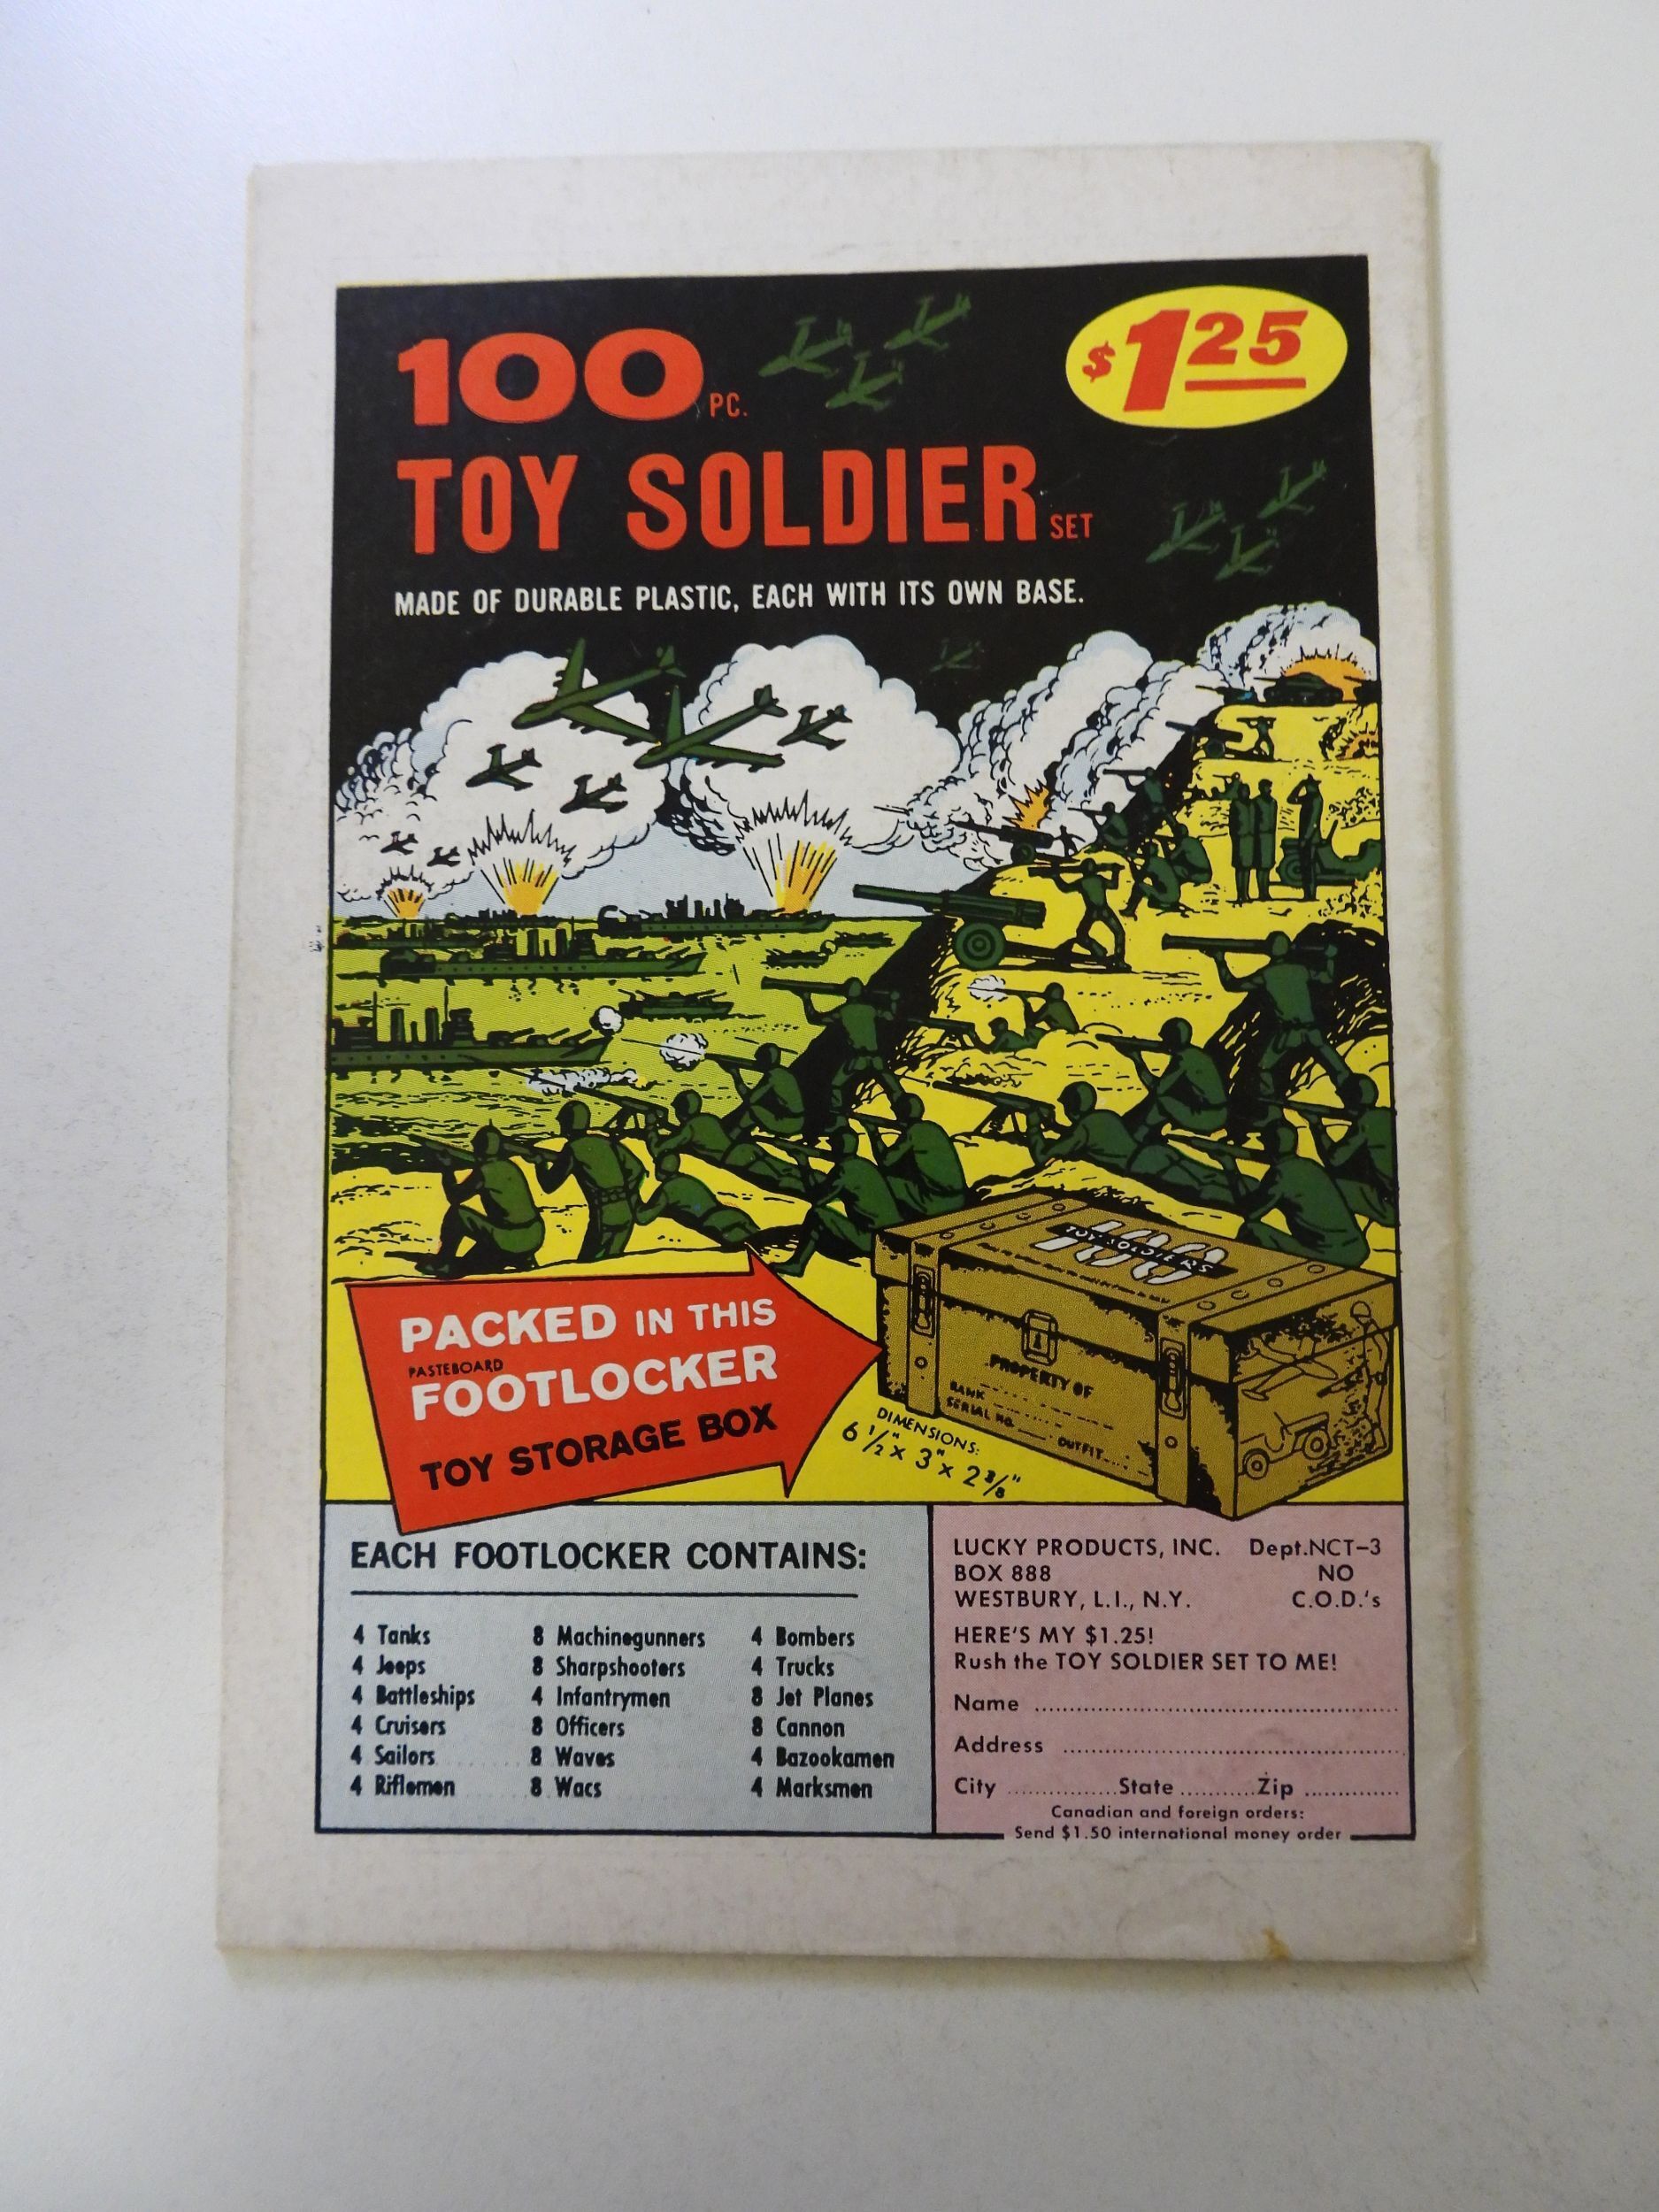 100 PC.
$1 25
TOY SOLDIER SET
MADE OF DURABLE PLASTIC, EACH WITH ITS OWN BASE.
100
TOY SOLDIERS
PACKED IN THIS
PASTEBOARD
FOOTLOCKER
TOY STORAGE BOX
PROPERTY OF
RANK
SERIAL NO.
OUTFIT
DIMENSIONS:
6 1/2" x 3" x 2 3/8"
EACH FOOTLOCKER CONTAINS:
4 Tanks
4 Jeeps
4 Battleships
4 Cruisers
4 Sailors
4 Riflemen
8 Machinegunners
8 Sharpshooters
4 Infantrymen
8 Officers
8 Waves
8 Wacs
4 Bombers
4 Trucks
8 Jet Planes
8 Cannon
4 Bazookamen
4 Marksmen
LUCKY PRODUCTS, INC. Dept.NCT-3
BOX 888 NO
WESTBURY, L.I., N.Y. C.O.D.'s
HERE'S MY $1.25!
Rush the TOY SOLDIER SET TO ME!
Name
Address
City State Zip
Canadian and foreign orders:
Send $1.50 international money order